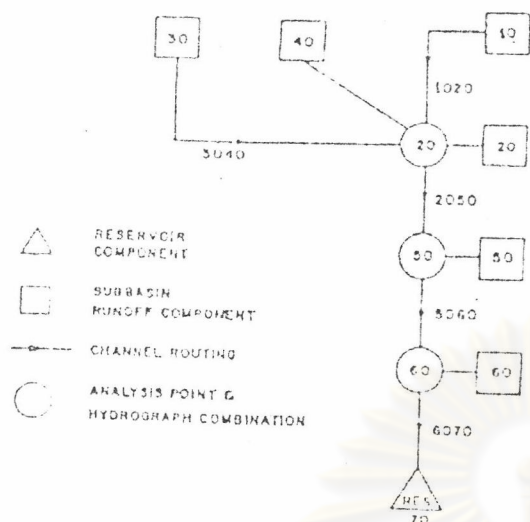 30
40
10
1020
20
20
3040
2050
50
50
5060
60
60
6070
RES
70
RESERVOIR
COMPONENT
SUBBASIN
RUNOFF COMPONENT
CHANNEL ROUTING
ANALYSIS POINT &
HYDROGRAPH COMBINATION